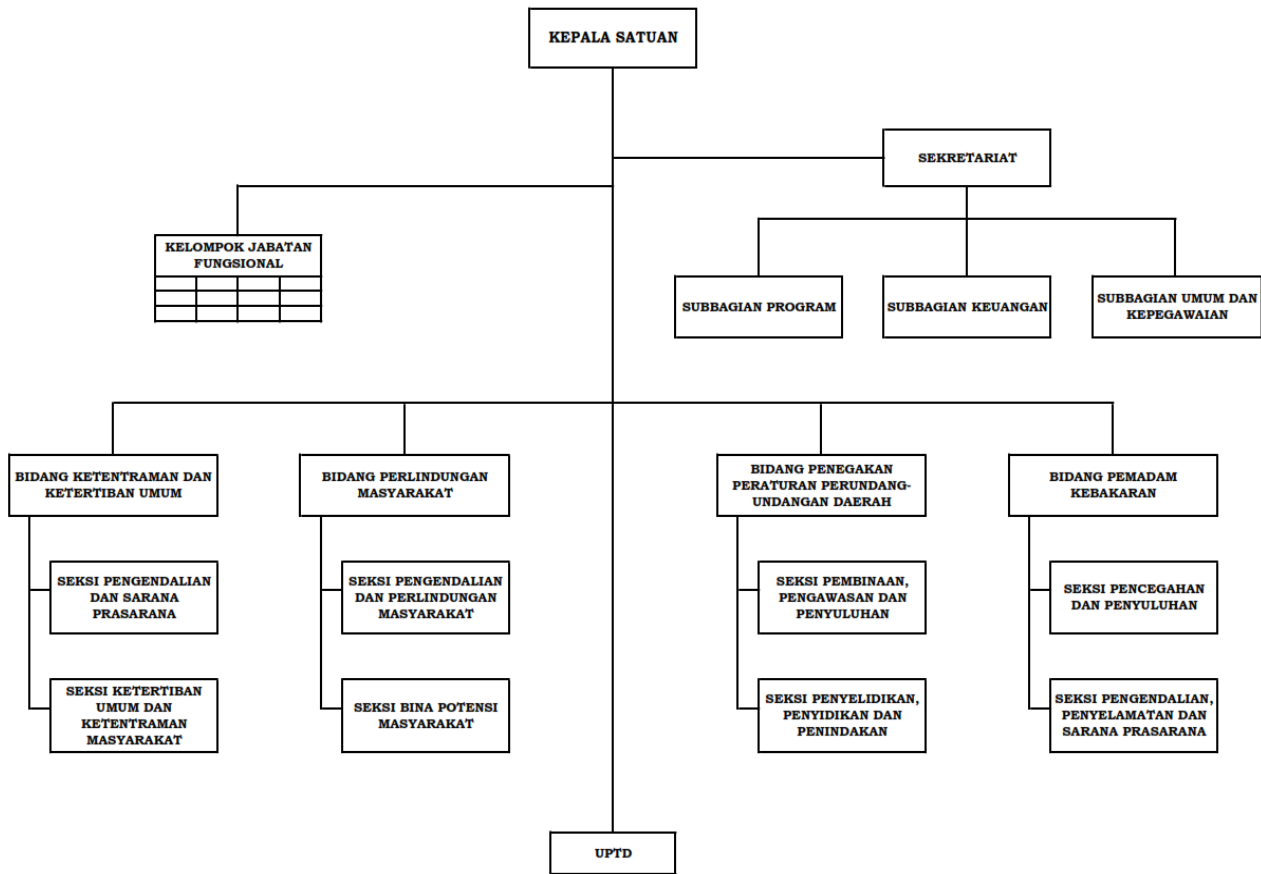 KEPALA SATUAN
SEKRETARIAT
KELOMPOK JABATAN
FUNGSIONAL
SUBBAGIAN PROGRAM
SUBBAGIAN KEUANGAN
SUBBAGIAN UMUM DAN
KEPEGAWAIAN
BIDANG KETENTRAMAN DAN
KETERTIBAN UMUM
BIDANG PERLINDUNGAN
MASYARAKAT
BIDANG PENEGAKAN
PERATURAN PERUNDANG-
UNDANGAN DAERAH
BIDANG PEMADAM
KEBAKARAN
SEKSI PENGENDALIAN
DAN SARANA
PRASARANA
SEKSI PENGENDALIAN
DAN PERLINDUNGAN
MASYARAKAT
SEKSI PEMBINAAN,
PENGAWASAN DAN
PENYULUHAN
SEKSI PENCEGAHAN
DAN PENYULUHAN
SEKSI KETERTIBAN
UMUM DAN
KETENTRAMAN
MASYARAKAT
SEKSI BINA POTENSI
MASYARAKAT
SEKSI PENYELIDIKAN,
PENYIDIKAN DAN
PENINDAKAN
SEKSI PENGENDALIAN,
PENYELAMATAN DAN
SARANA PRASARANA
UPTD